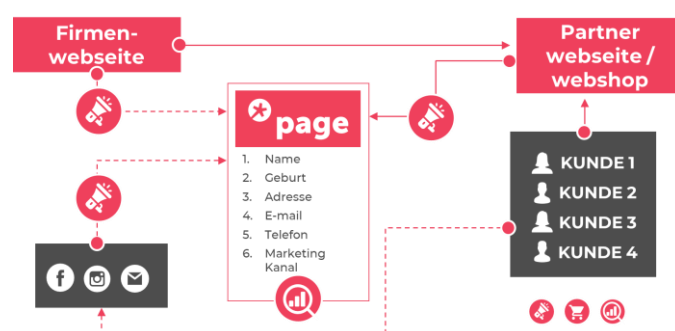 Firmen-
webseite
Partner
webseite /
webshop
page
1. Name
2. Geburt
3. Adresse
4. E-mail
5. Telefon
6. Marketing
Kanal
KUNDE 1
KUNDE 2
KUNDE 3
KUNDE 4